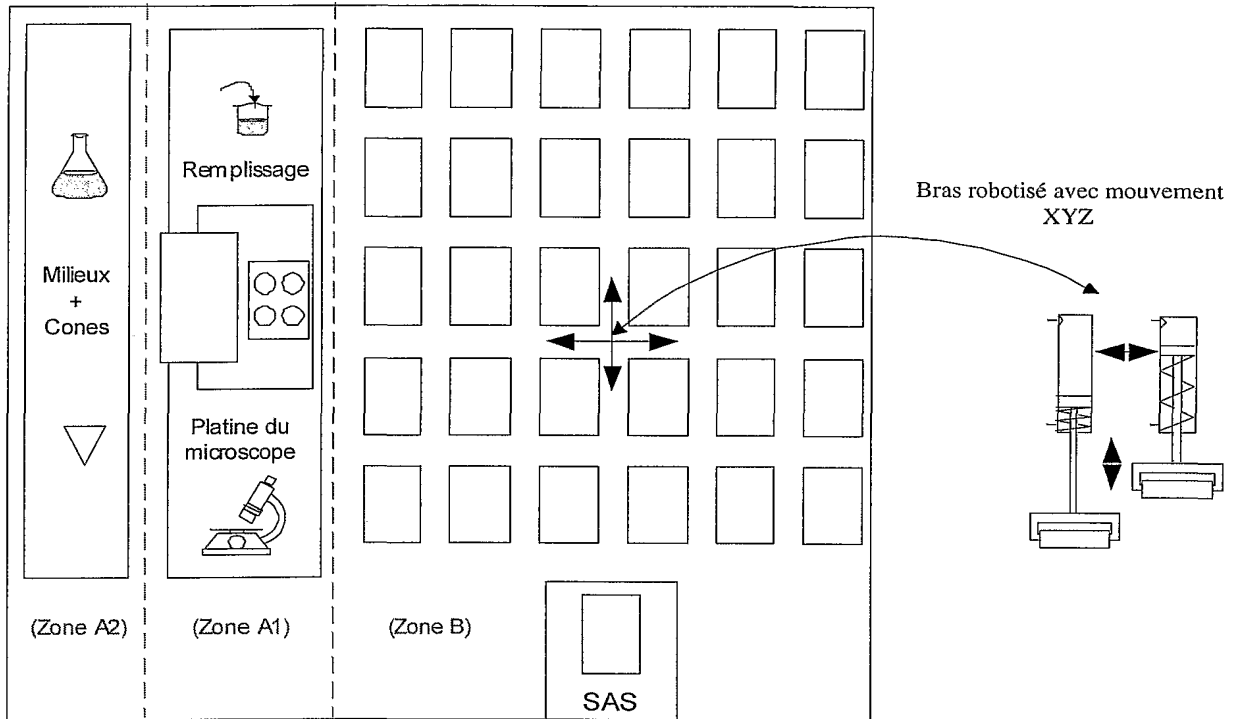 Remplissage
Milieux
+
Cones
Platine du
microscope
(Zone A2)
(Zone A1)
(Zone B)
SAS
Bras robotisé avec mouvement
XYZ